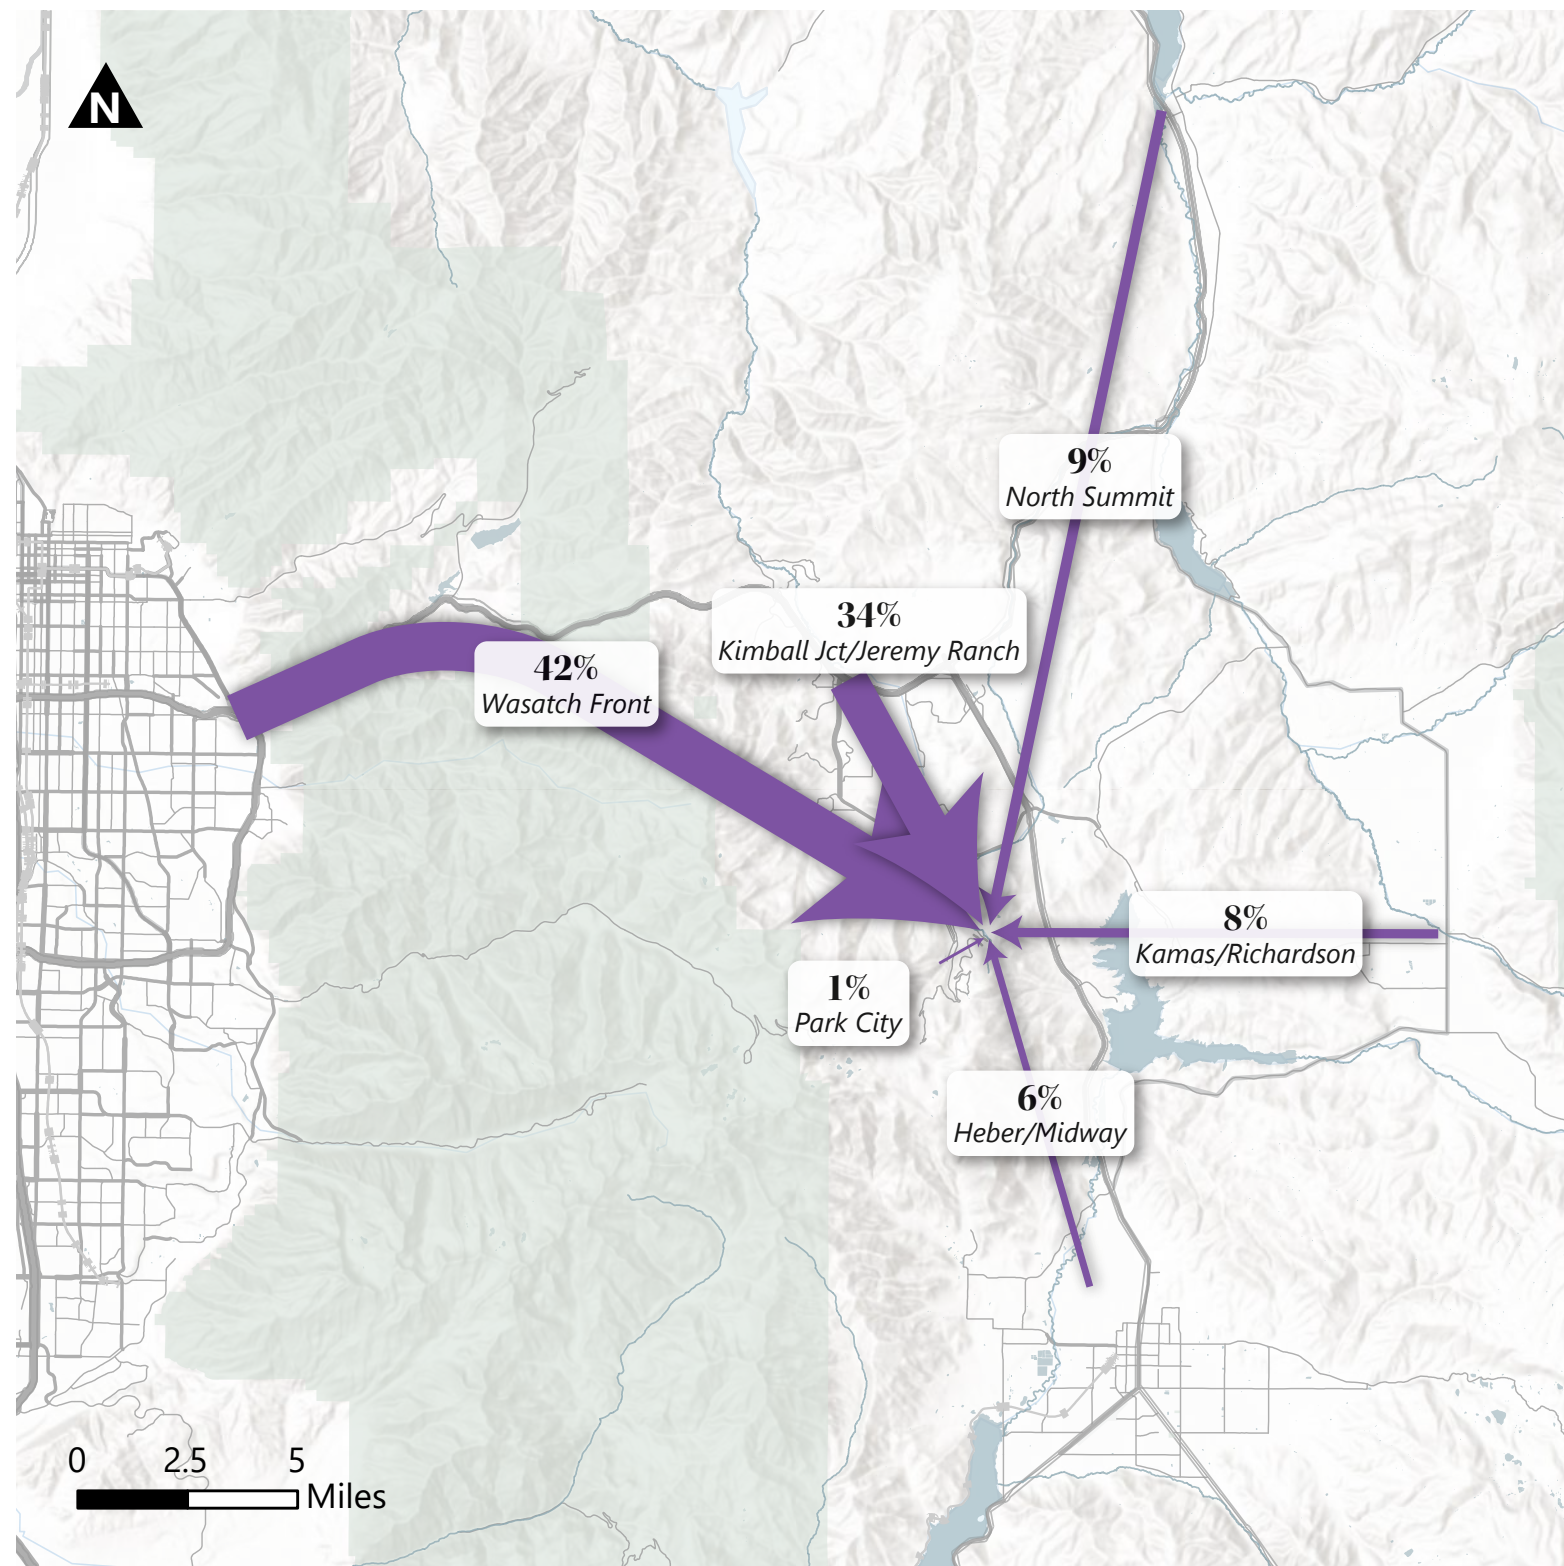 N
9%
North Summit
34%
Kimball Jct/Jeremy Ranch
42%
Wasatch Front
8%
Kamas/Richardson
1%
Park City
6%
Heber/Midway
0 2.5 5
Miles